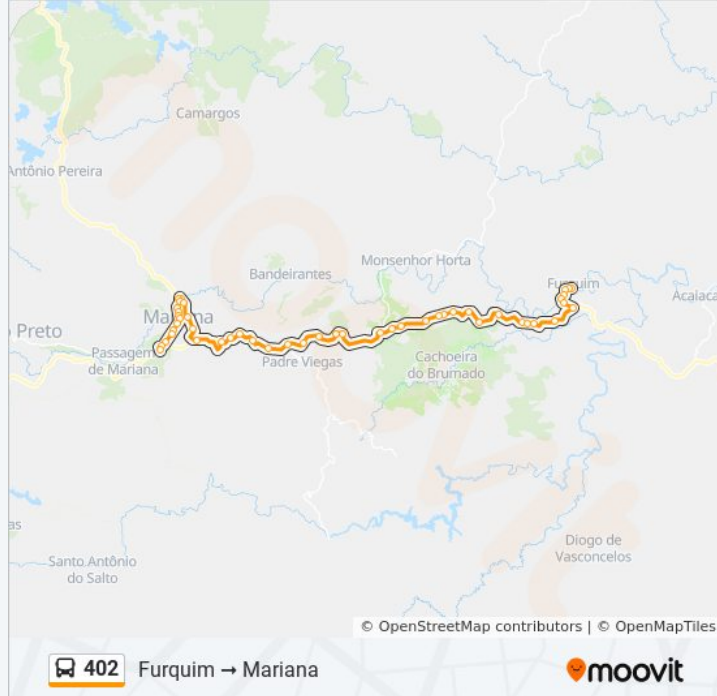 Camargos
Antônio Pereira
Monsenhor Horta
Bandeirantes
Furquim
Acaiaca
Mariana
o Preto
Passagem
de Mariana
Padre Viegas
Cachoeira
do Brumado
as
Diogo de
Vasconcelos
Santo Antônio
do Salto
© OpenStreetMap contributors | © OpenMapTiles
402 Furquim → Mariana moovit